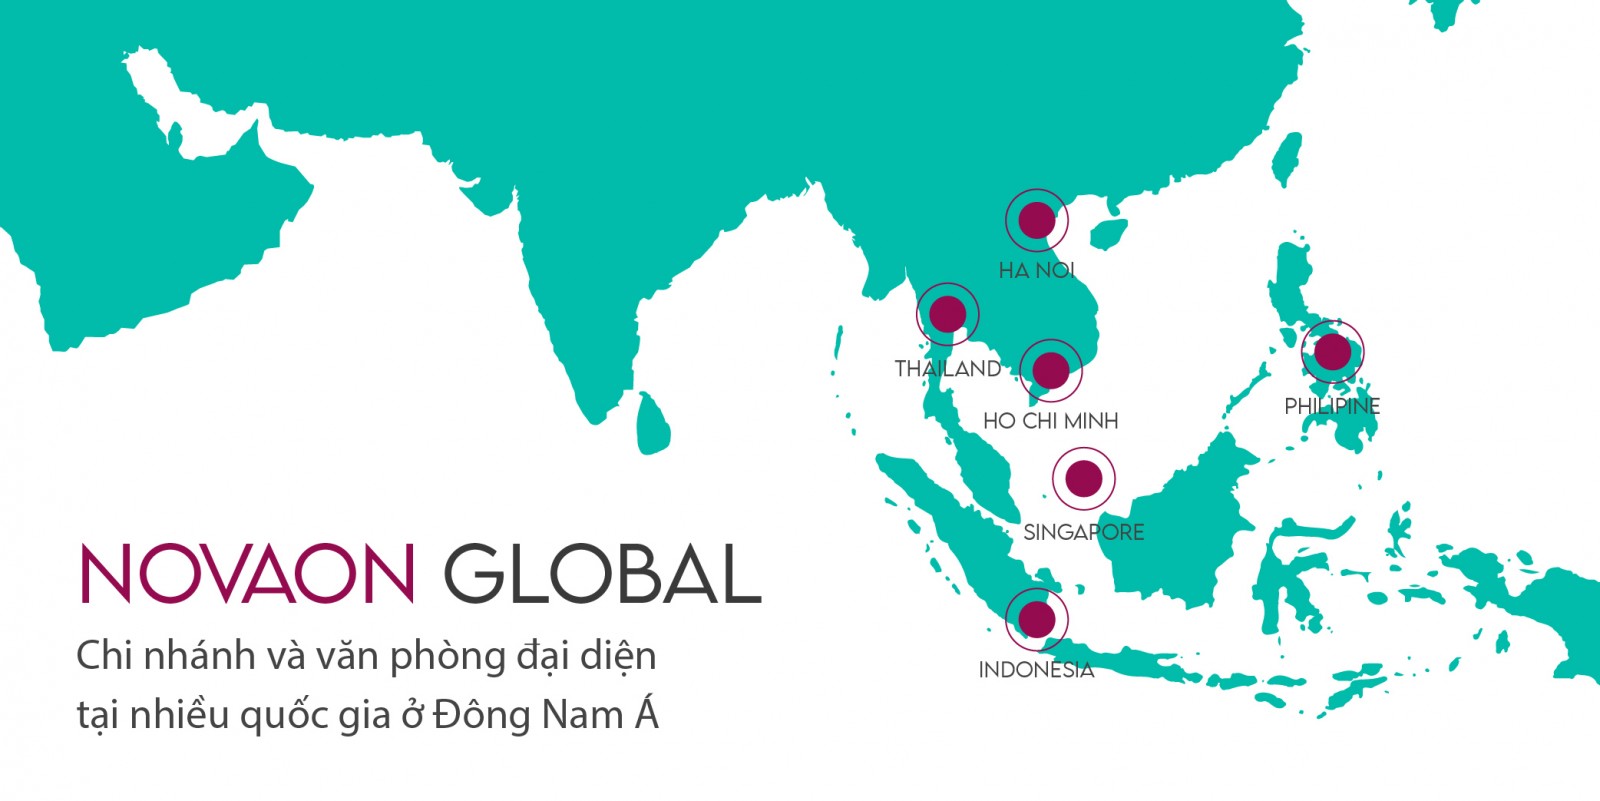 HA NOI
THAILAND
HO CHI MINH
PHILIPINE
SINGAPORE
INDONESIA
NOVAON GLOBAL
Chi nhánh và văn phòng đại diện
tại nhiều quốc gia ở Đông Nam Á